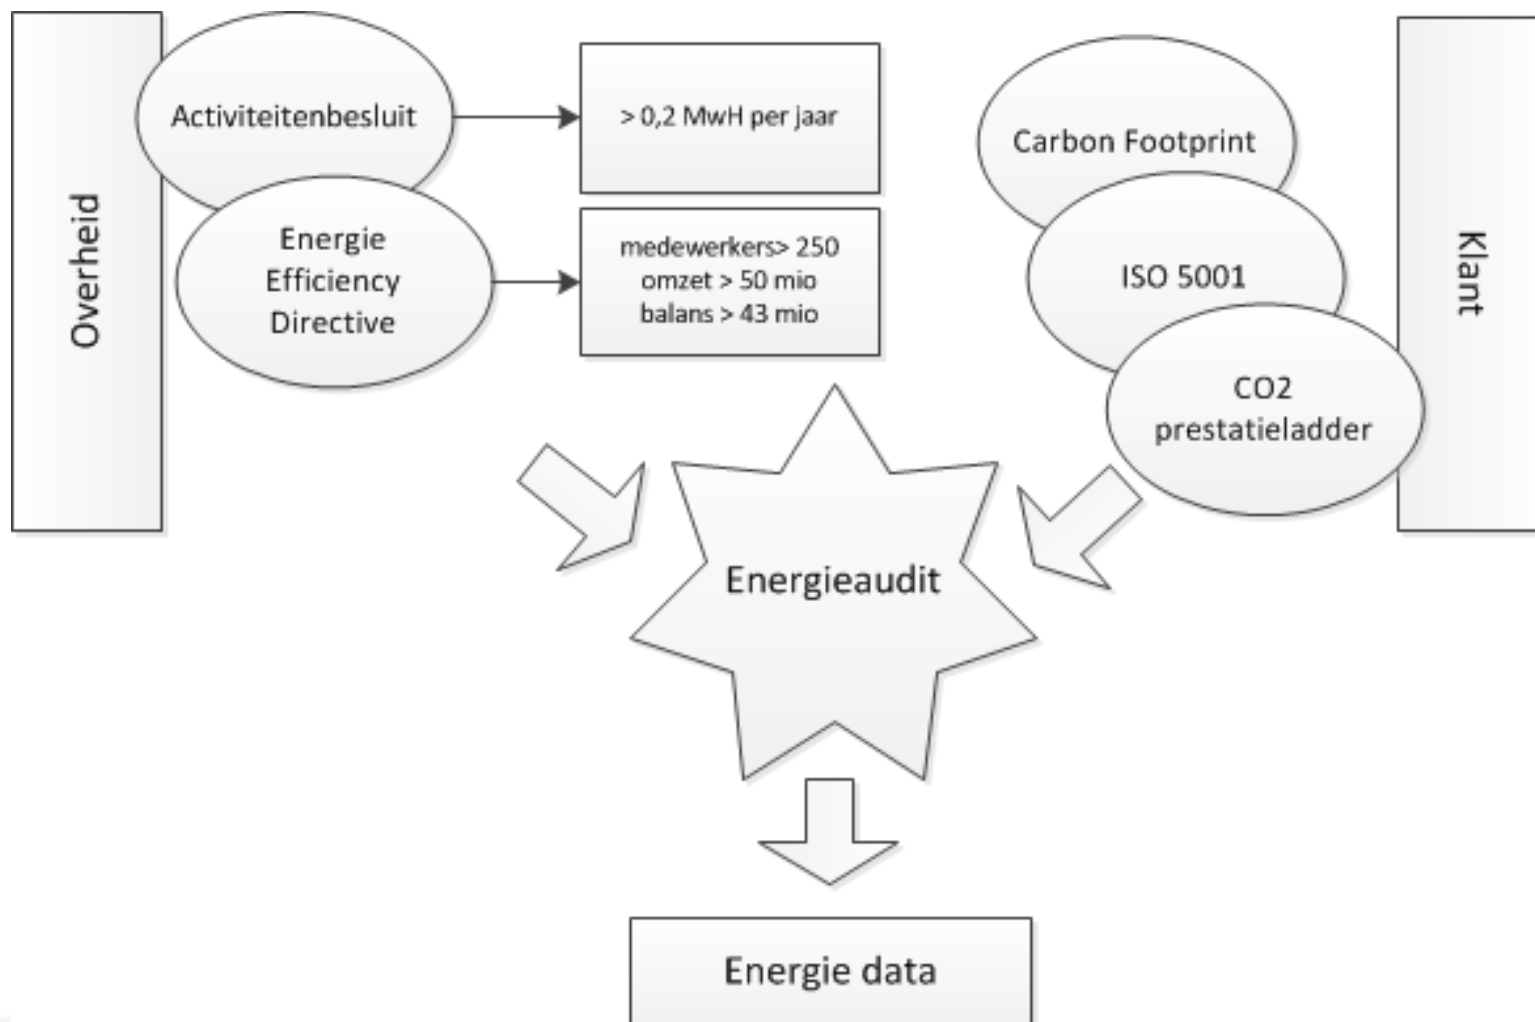 Overheid
Activiteitenbesluit
> 0,2 MwH per jaar
Energie
Efficiency
Directive
medewerkers> 250
omzet > 50 mio
balans > 43 mio
Carbon Footprint
ISO 5001
CO2
prestatieladder
Klant
Energieaudit
Energie data